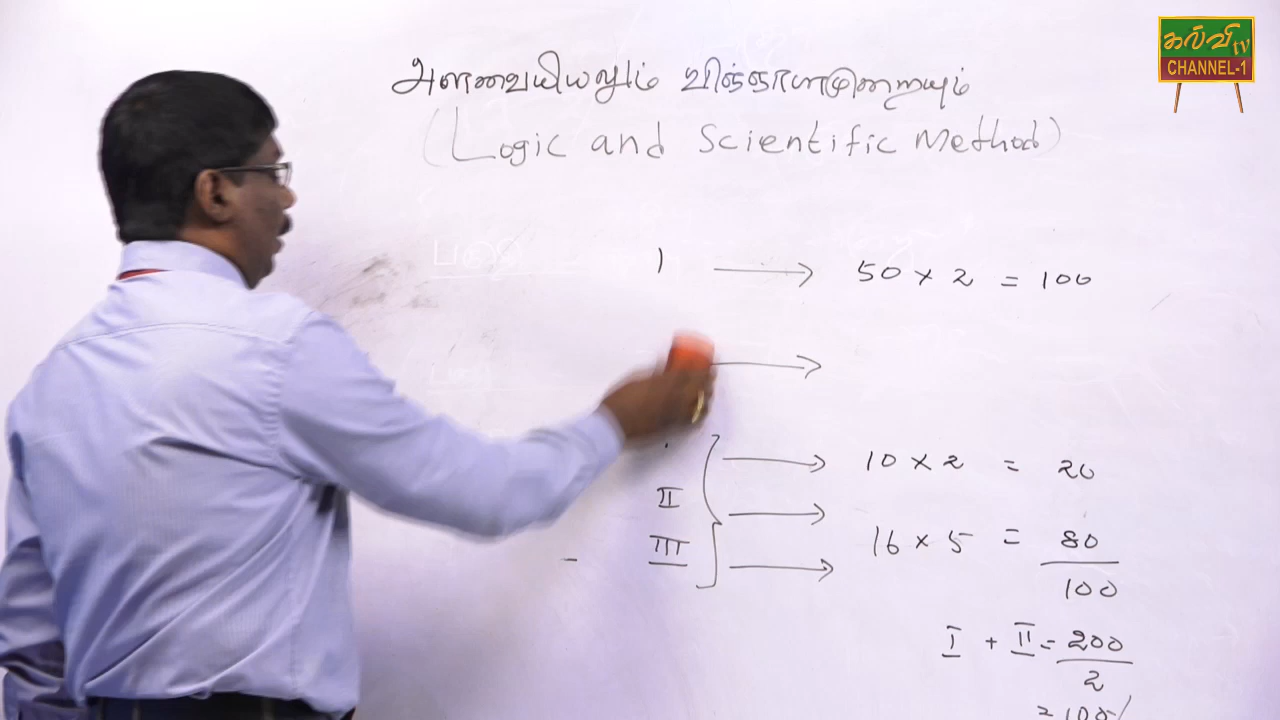 கல்வி tv
CHANNEL-1
அளவையியலும் விஞ்ஞானமுறையும்
(Logic and Scientific Method)
1 → 50 × 2 = 100
→
→ 10 × 2 = 20
II →
- III → 16 × 5 = 80
100
I + II = 200
2
= 100/